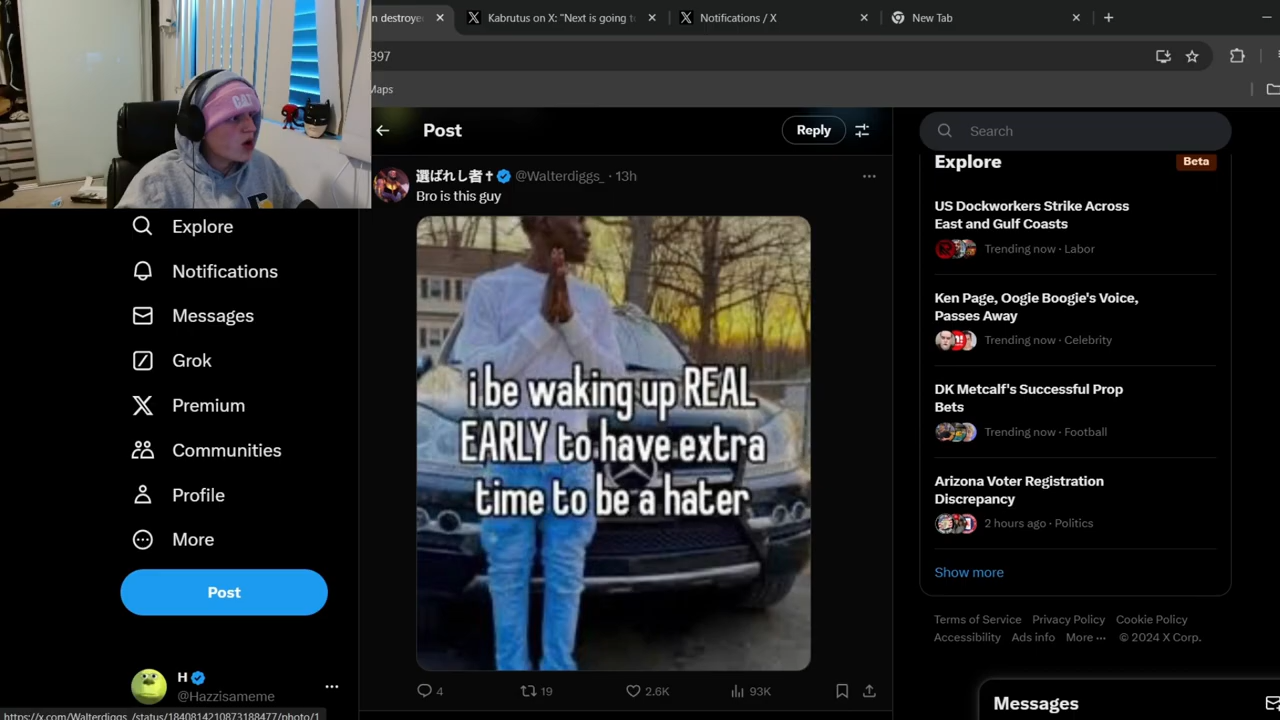 n destroye
Kabrutus on X: "Next is going t
Notifications / X
New Tab
397
Maps
CAT
Post
Reply
Search
選ばれし者✝ @Walterdiggs_ · 13h
Bro is this guy
i be waking up REAL
EARLY to have extra
time to be a hater
4
19
2.6K
93K
Explore
Notifications
Messages
Grok
Premium
Communities
Profile
More
Post
H
@Hazzisameme
https://x.com/Walterdiggs_/status/1840814210873188477/photo/1
Explore
Beta
US Dockworkers Strike Across
East and Gulf Coasts
Trending now · Labor
Ken Page, Oogie Boogie's Voice,
Passes Away
Trending now · Celebrity
DK Metcalf's Successful Prop
Bets
Trending now · Football
Arizona Voter Registration
Discrepancy
2 hours ago · Politics
Show more
Terms of Service Privacy Policy Cookie Policy
Accessibility Ads info More ··· © 2024 X Corp.
Messages